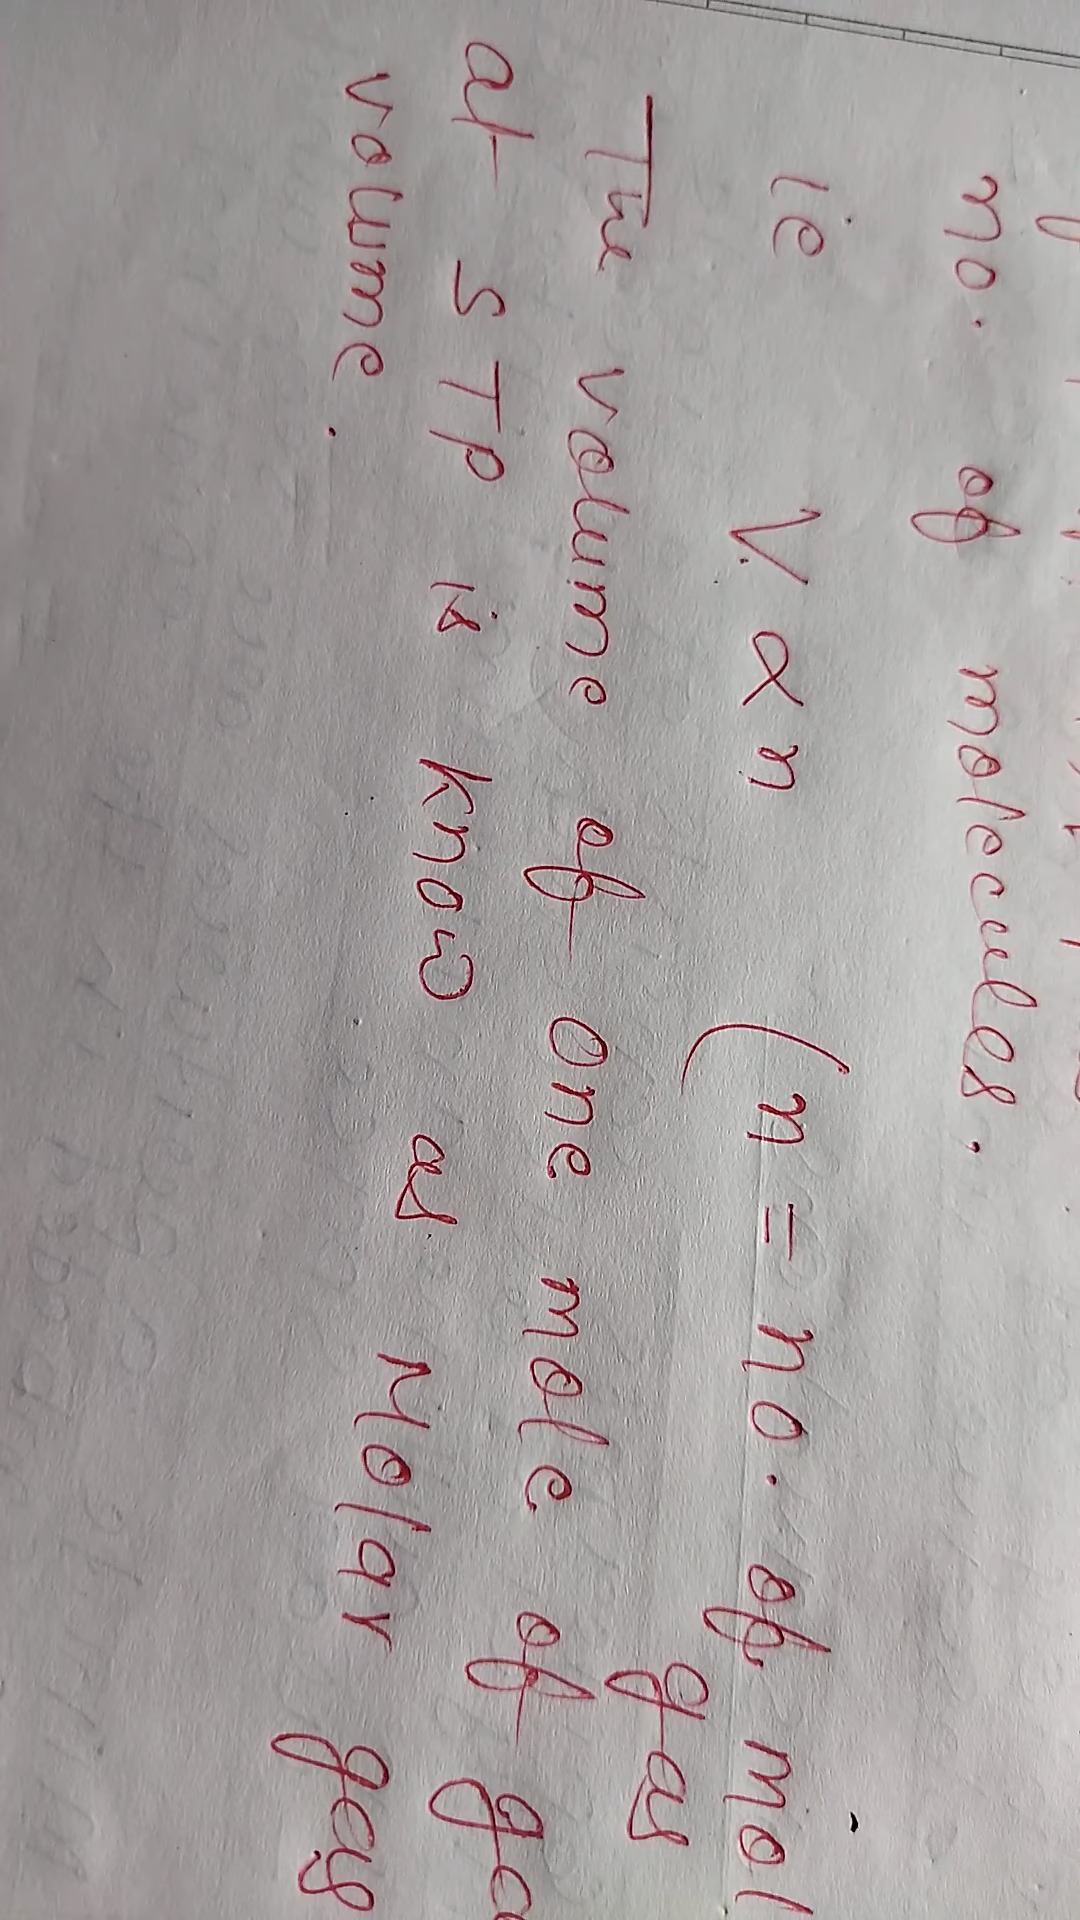 no. of molecules.
ie V ∝ n (n = no. of mol
gas
The volume of one mole of ga
at STP is know as Molar gas
volume.